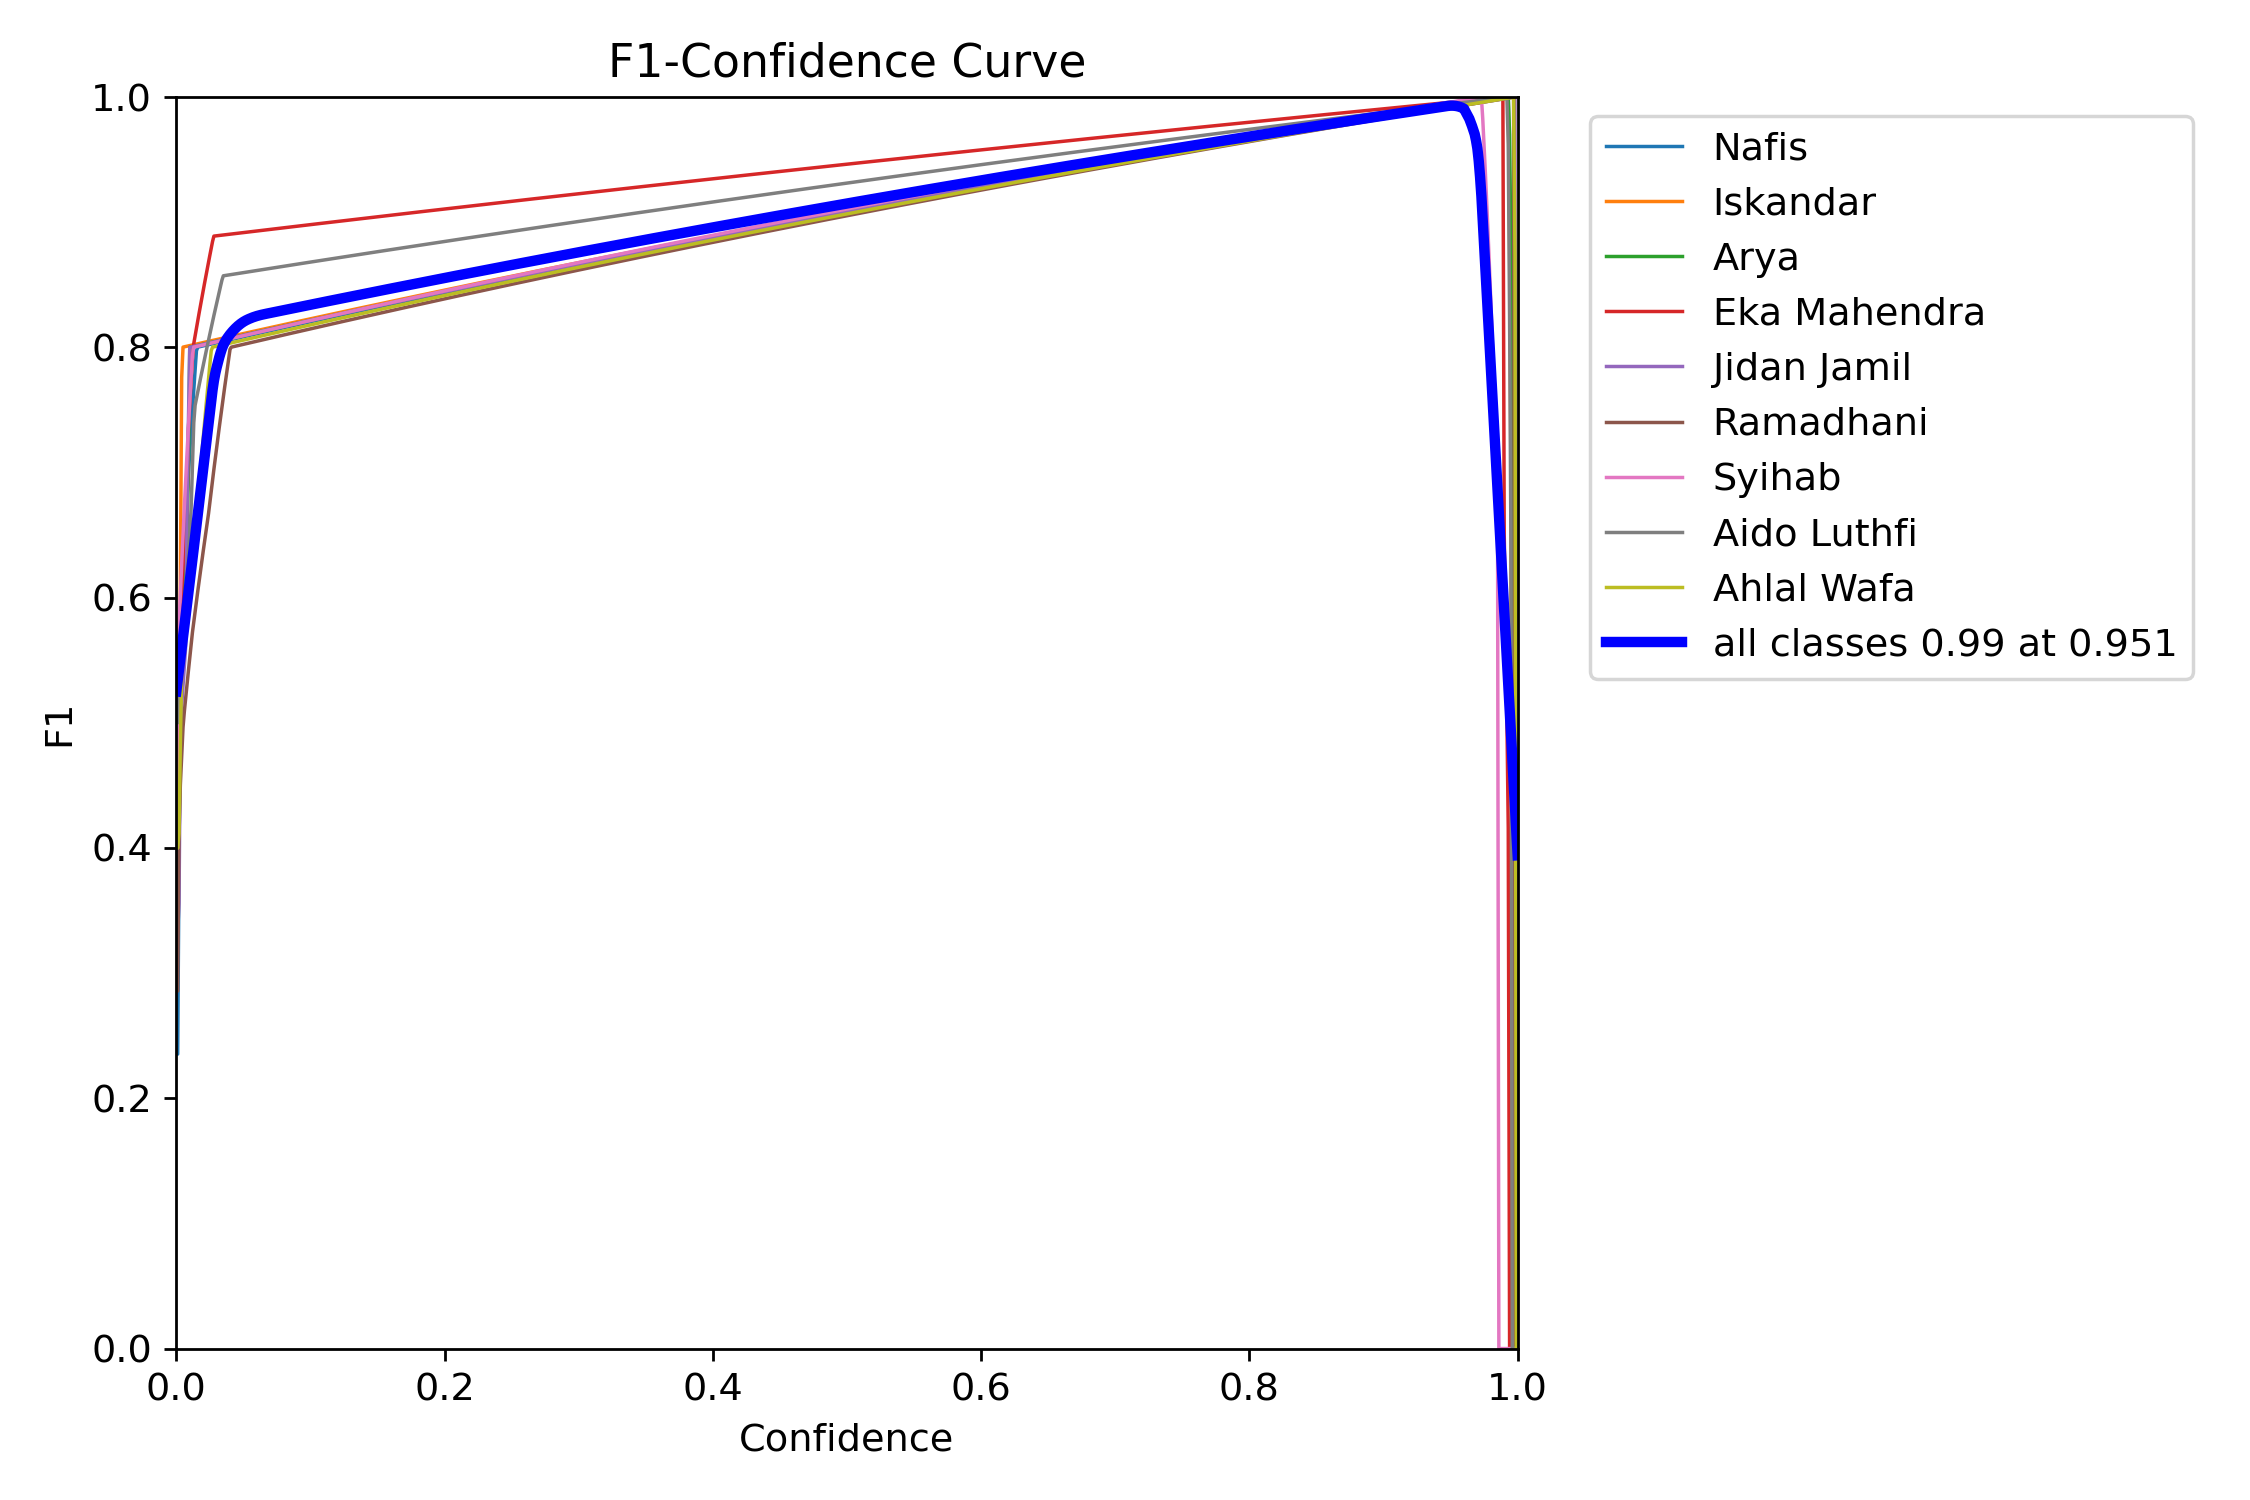 F1-Confidence Curve
1.0
0.8
0.6
0.4
0.2
0.0
F1
0.0 0.2 0.4 0.6 0.8 1.0
Confidence
Nafis
Iskandar
Arya
Eka Mahendra
Jidan Jamil
Ramadhani
Syihab
Aido Luthfi
Ahlal Wafa
all classes 0.99 at 0.951